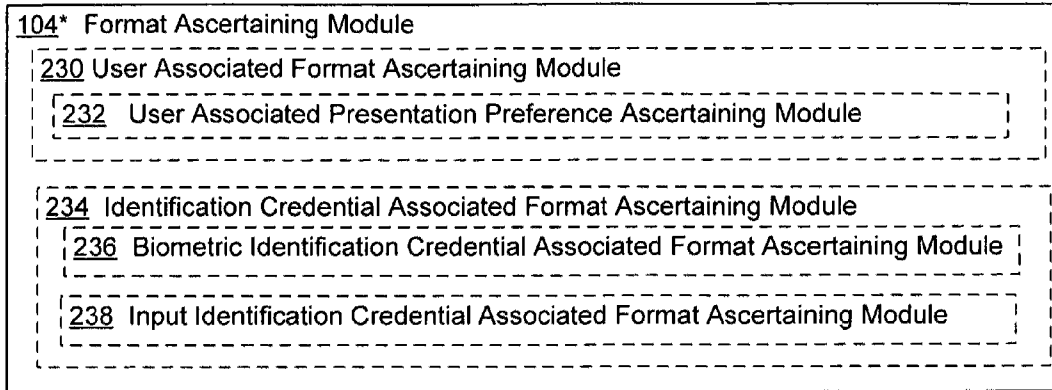 104* Format Ascertaining Module
230 User Associated Format Ascertaining Module
232 User Associated Presentation Preference Ascertaining Module
234 Identification Credential Associated Format Ascertaining Module
236 Biometric Identification Credential Associated Format Ascertaining Module
238 Input Identification Credential Associated Format Ascertaining Module